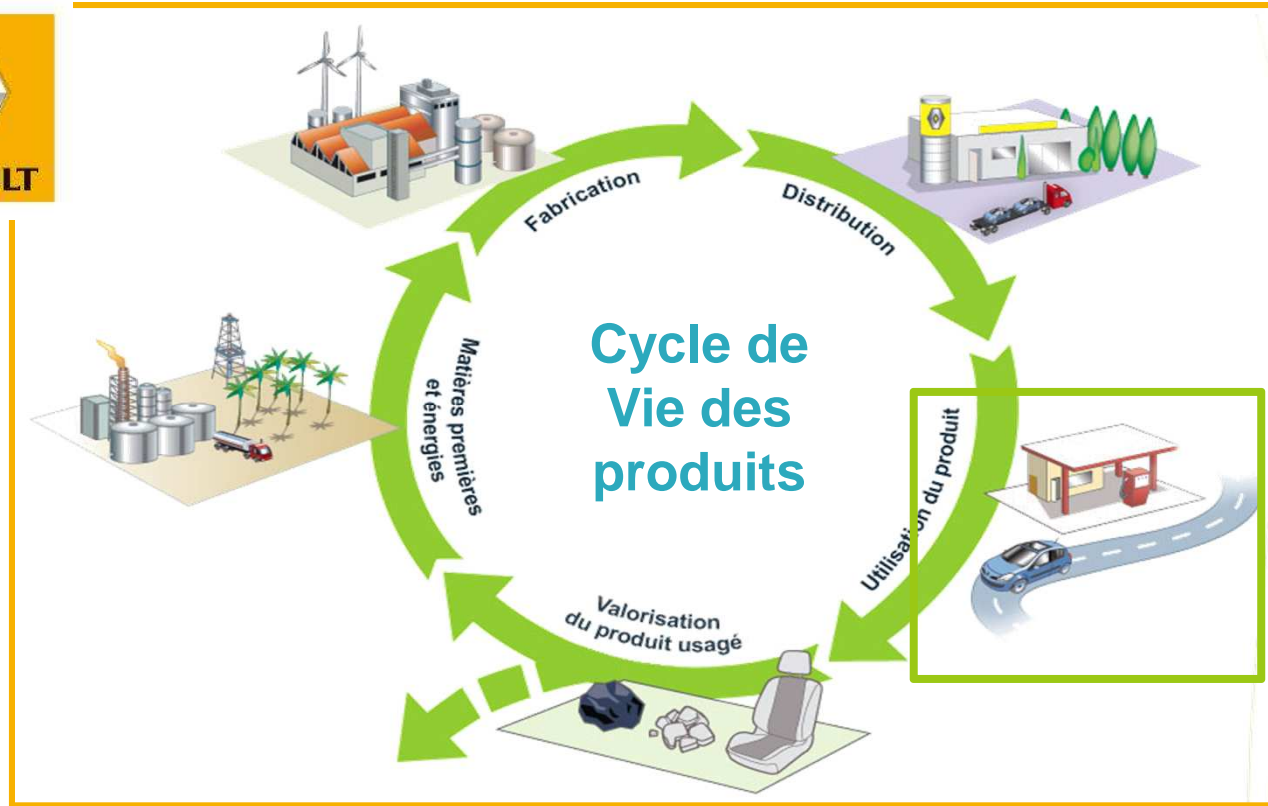 LT
Fabrication
Distribution
Cycle de
Vie des
produits
Matières premières
et énergies
Utilisation du produit
Valorisation
du produit usagé